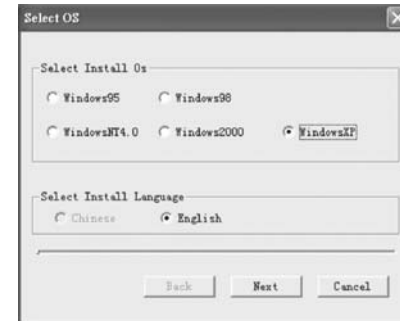 Select OS
Select Install Os
Windows95 Windows98
WindowsNT4.0 Windows2000 WindowsXP
Select Install Language
Chinese English
Back Next Cancel